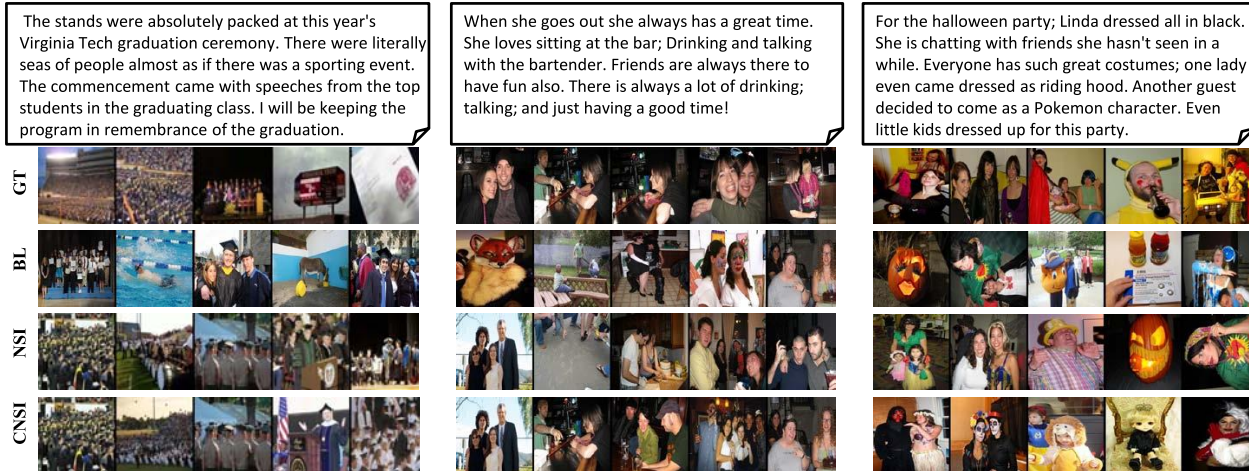 The stands were absolutely packed at this year's
Virginia Tech graduation ceremony. There were literally
seas of people almost as if there was a sporting event.
The commencement came with speeches from the top
students in the graduating class. I will be keeping the
program in remembrance of the graduation.
When she goes out she always has a great time.
She loves sitting at the bar; Drinking and talking
with the bartender. Friends are always there to
have fun also. There is always a lot of drinking;
talking; and just having a good time!
For the halloween party; Linda dressed all in black.
She is chatting with friends she hasn't seen in a
while. Everyone has such great costumes; one lady
even came dressed as riding hood. Another guest
decided to come as a Pokemon character. Even
little kids dressed up for this party.
GT
BL
NSI
CNSI